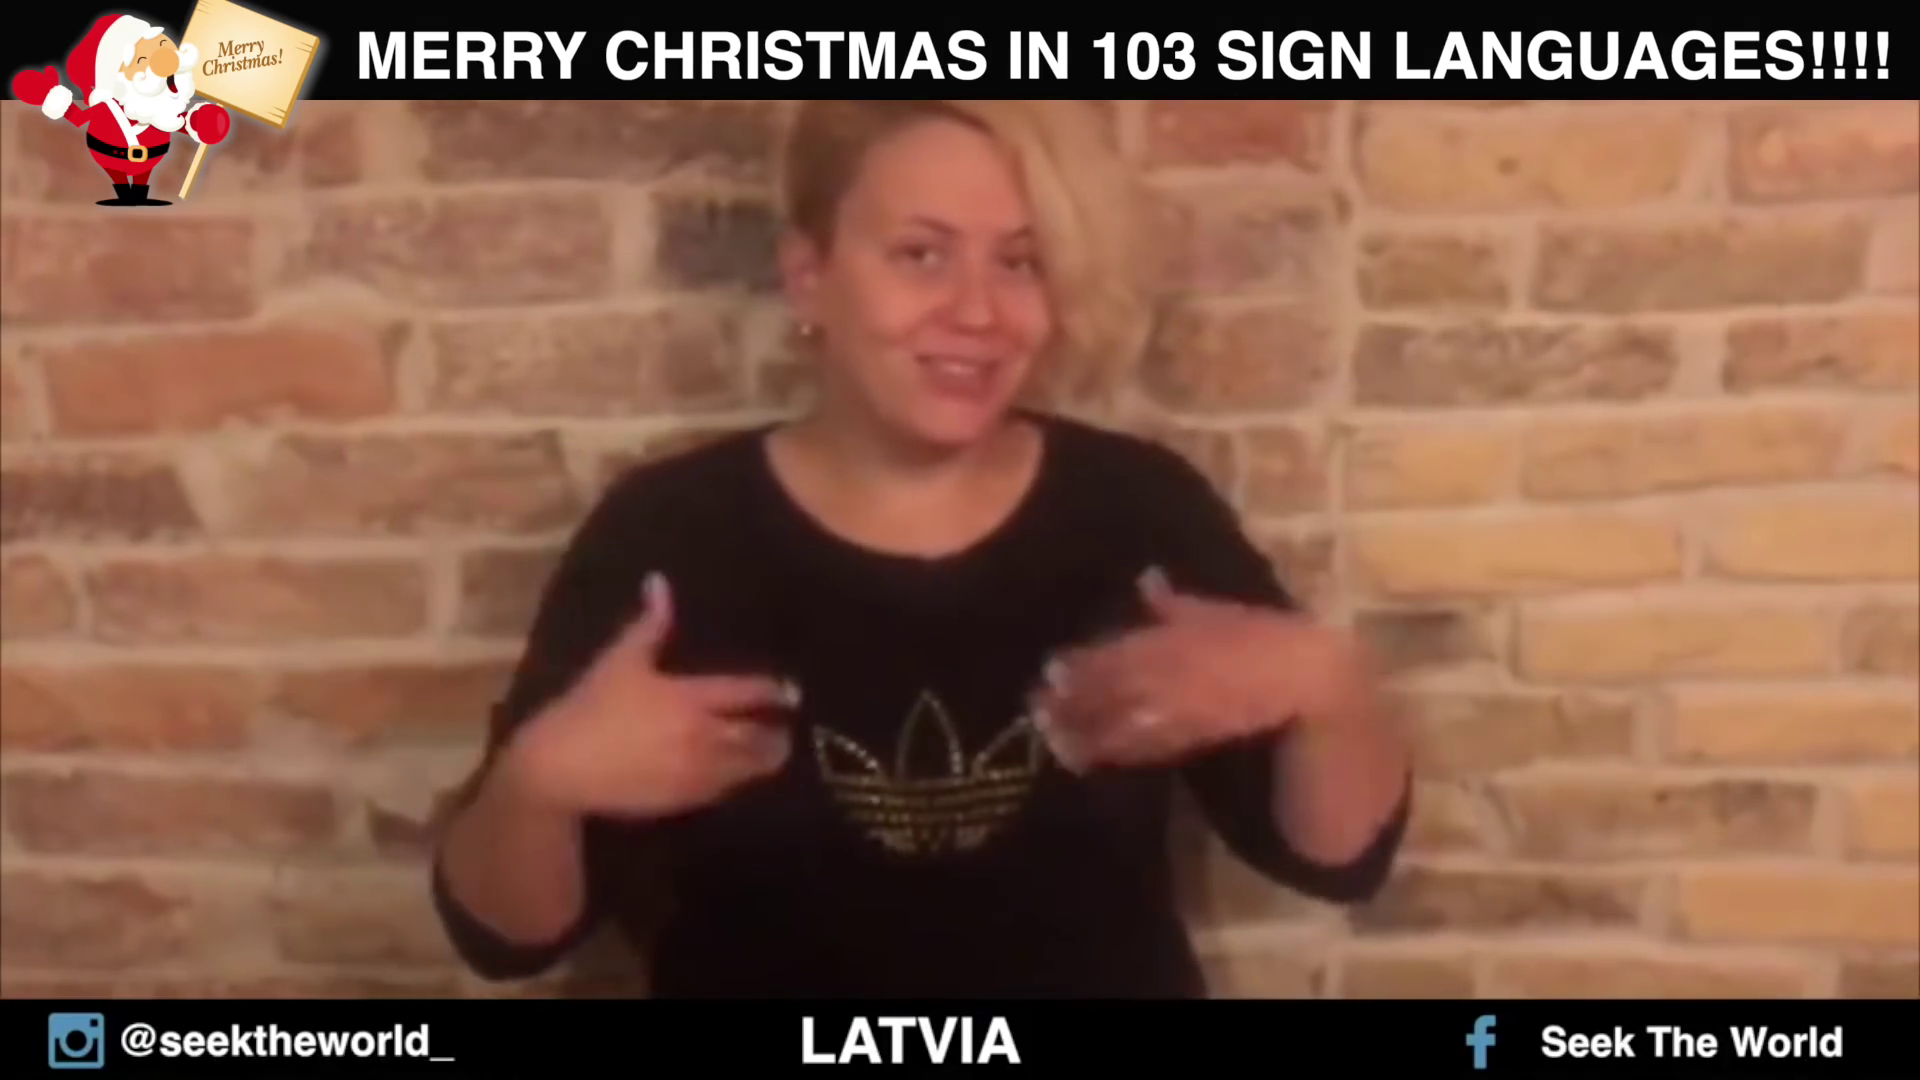 Merry
Christmas!
MERRY CHRISTMAS IN 103 SIGN LANGUAGES!!!!
@seektheworld_
LATVIA
Seek The World